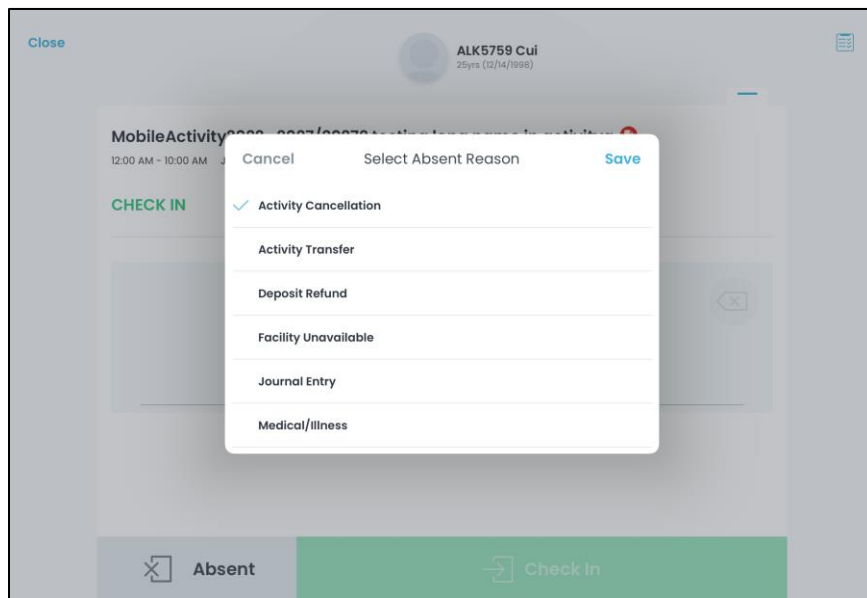 Close
ALK5759 Cui
25yrs (12/14/1998)
MobileActivity
12:00 AM - 10:00 AM J
Cancel
Select Absent Reason
Save
CHECK IN
Activity Cancellation
Activity Transfer
Deposit Refund
Facility Unavailable
Journal Entry
Medical/Illness
Absent
Check In